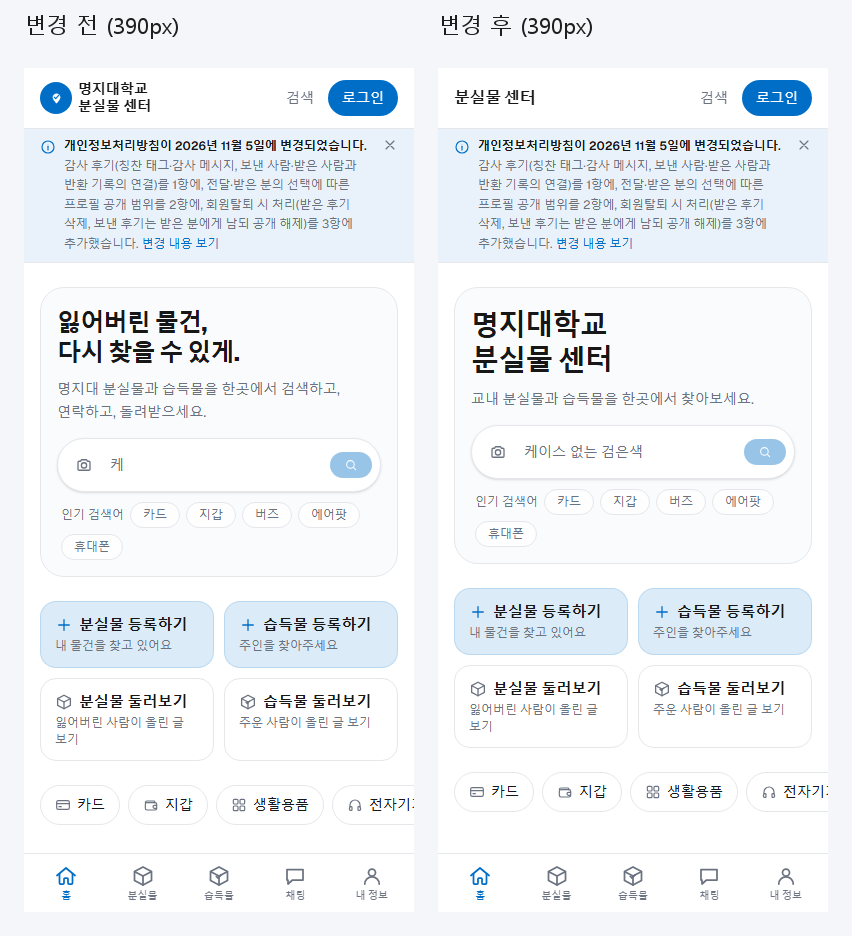 변경 전 (390px)
명지대학교
분실물 센터
검색
로그인
개인정보처리방침이 2026년 11월 5일에 변경되었습니다.
감사 후기(칭찬 태그·감사 메시지, 보낸 사람·받은 사람과
반환 기록의 연결)를 1항에, 전달·받은 분의 선택에 따른
프로필 공개 범위를 2항에, 회원탈퇴 시 처리(받은 후기
삭제, 보낸 후기는 받은 분에게 남되 공개 해제)를 3항에
추가했습니다. 변경 내용 보기
잃어버린 물건,
다시 찾을 수 있게.
명지대 분실물과 습득물을 한곳에서 검색하고,
연락하고, 돌려받으세요.
케
인기 검색어 카드 지갑 버즈 에어팟
휴대폰
분실물 등록하기
내 물건을 찾고 있어요
습득물 등록하기
주인을 찾아주세요
분실물 둘러보기
잃어버린 사람이 올린 글
보기
습득물 둘러보기
주운 사람이 올린 글 보기
카드 지갑 생활용품 전자기기
홈 분실물 습득물 채팅 내 정보
변경 후 (390px)
분실물 센터
검색
로그인
개인정보처리방침이 2026년 11월 5일에 변경되었습니다.
감사 후기(칭찬 태그·감사 메시지, 보낸 사람·받은 사람과
반환 기록의 연결)를 1항에, 전달·받은 분의 선택에 따른
프로필 공개 범위를 2항에, 회원탈퇴 시 처리(받은 후기
삭제, 보낸 후기는 받은 분에게 남되 공개 해제)를 3항에
추가했습니다. 변경 내용 보기
명지대학교
분실물 센터
교내 분실물과 습득물을 한곳에서 찾아보세요.
케이스 없는 검은색
인기 검색어 카드 지갑 버즈 에어팟
휴대폰
분실물 등록하기
내 물건을 찾고 있어요
습득물 등록하기
주인을 찾아주세요
분실물 둘러보기
잃어버린 사람이 올린 글
보기
습득물 둘러보기
주운 사람이 올린 글 보기
카드 지갑 생활용품 전자기기
홈 분실물 습득물 채팅 내 정보